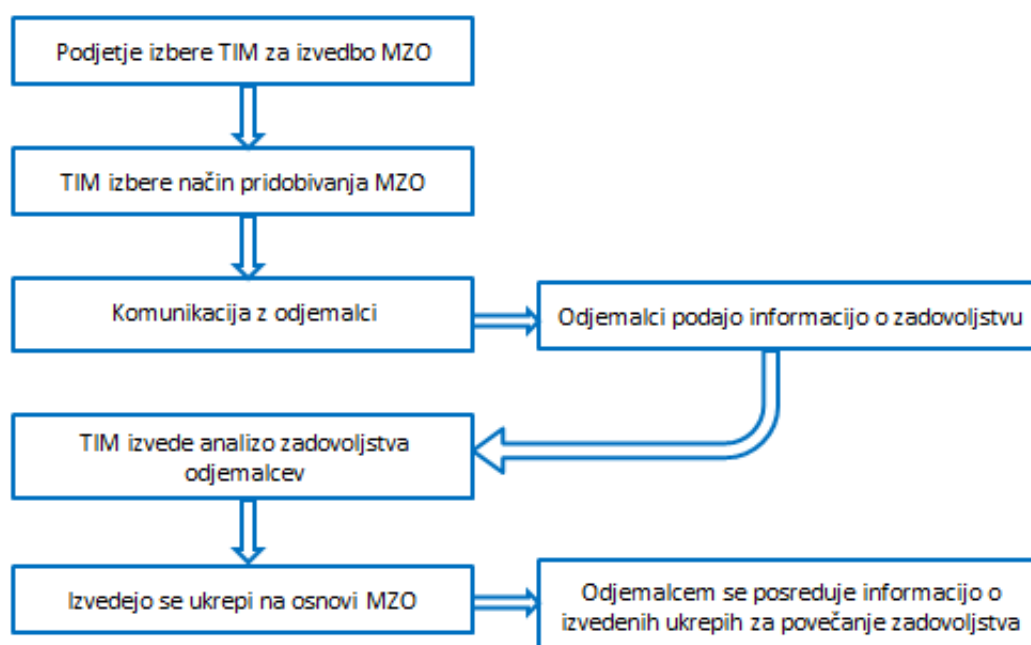 Podjetje izbere TIM za izvedbo MZO
TIM izbere način pridobivanja MZO
Komunikacija z odjemalci
Odjemalci podajo informacijo o zadovoljstvu
TIM izvede analizo zadovoljstva
odjemalcev
Izvedejo se ukrepi na osnovi MZO
Odjemalcem se posreduje informacijo o
izvedenih ukrepih za povečanje zadovoljstva